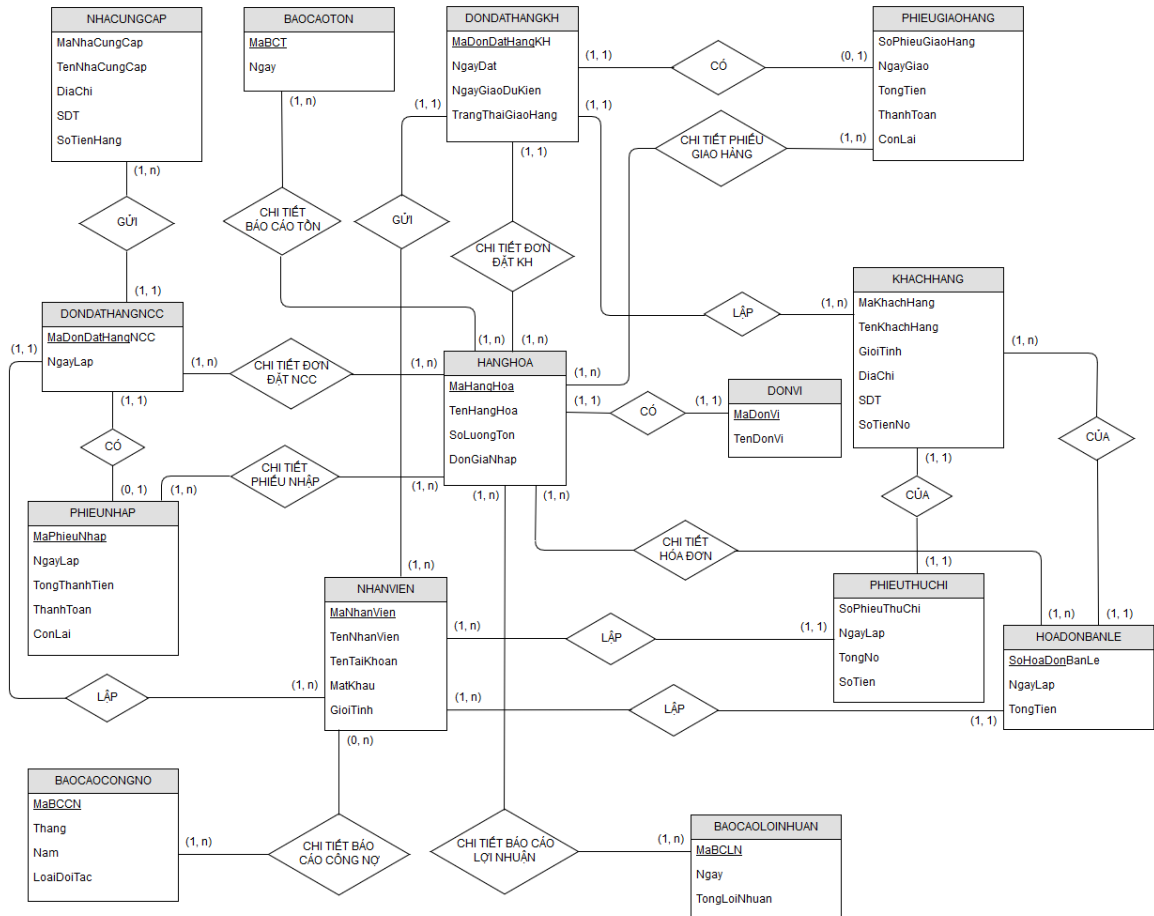 NHACUNGCAP
MaNhaCungCap
TenNhaCungCap
DiaChi
SDT
SoTienHang
(1, n)
BAOCAOTON
MaBCT
Ngay
(1, n)
DONDATHANGKH
MaDonDatHangKH
NgayDat
NgayGiaoDuKien
TrangThaiGiaoHang
(1, 1)
(1, 1)
(1, 1)
(1, 1)
CÓ
(0, 1)
PHIEUGIAOHANG
SoPhieuGiaoHang
NgayGiao
TongTien
ThanhToan
ConLai
(1, n)
CHI TIẾT PHIẾU
GIAO HÀNG
GỬI
CHI TIẾT
BÁO CÁO TỒN
GỬI
CHI TIẾT ĐƠN
ĐẶT KH
(1, 1)
DONDATHANGNCC
MaDonDatHangNCC
NgayLap
(1, 1)
(1, n)
(1, 1)
CHI TIẾT ĐƠN
ĐẶT NCC
(1, n)
(1, n)
(1, n)
(1, n)
LẬP
(1, n)
KHACHHANG
MaKhachHang
TenKhachHang
GioiTinh
DiaChi
SDT
SoTienNo
(1, n)
(1, 1)
HANGHOA
MaHangHoa
TenHangHoa
SoLuongTon
DonGiaNhap
(1, n)
(1, 1)
CÓ
(1, 1)
DONVI
MaDonVi
TenDonVi
CỦA
CỦA
CÓ
(0, 1)
CHI TIẾT
PHIẾU NHẬP
(1, n)
(1, n)
(1, n)
(1, n)
PHIEUNHAP
MaPhieuNhap
NgayLap
TongThanhTien
ThanhToan
ConLai
CHI TIẾT
HÓA ĐƠN
(1, n)
(1, 1)
(1, n)
(1, 1)
NHANVIEN
MaNhanVien
TenNhanVien
TenTaiKhoan
MatKhau
GioiTinh
(1, n)
LẬP
(1, 1)
PHIEUTHUCHI
SoPhieuThuChi
NgayLap
TongNo
SoTien
HOADONBANLE
SoHoaDonBanLe
NgayLap
TongTien
LẬP
(1, n)
(1, n)
LẬP
(1, 1)
(0, n)
BAOCAOCONGNO
MaBCCN
Thang
Nam
LoaiDoiTac
(1, n)
CHI TIẾT BÁO
CÁO CÔNG NỢ
CHI TIẾT BÁO CÁO
LỢI NHUẬN
(1, n)
BAOCAOLOINHUAN
MaBCLN
Ngay
TongLoiNhuan